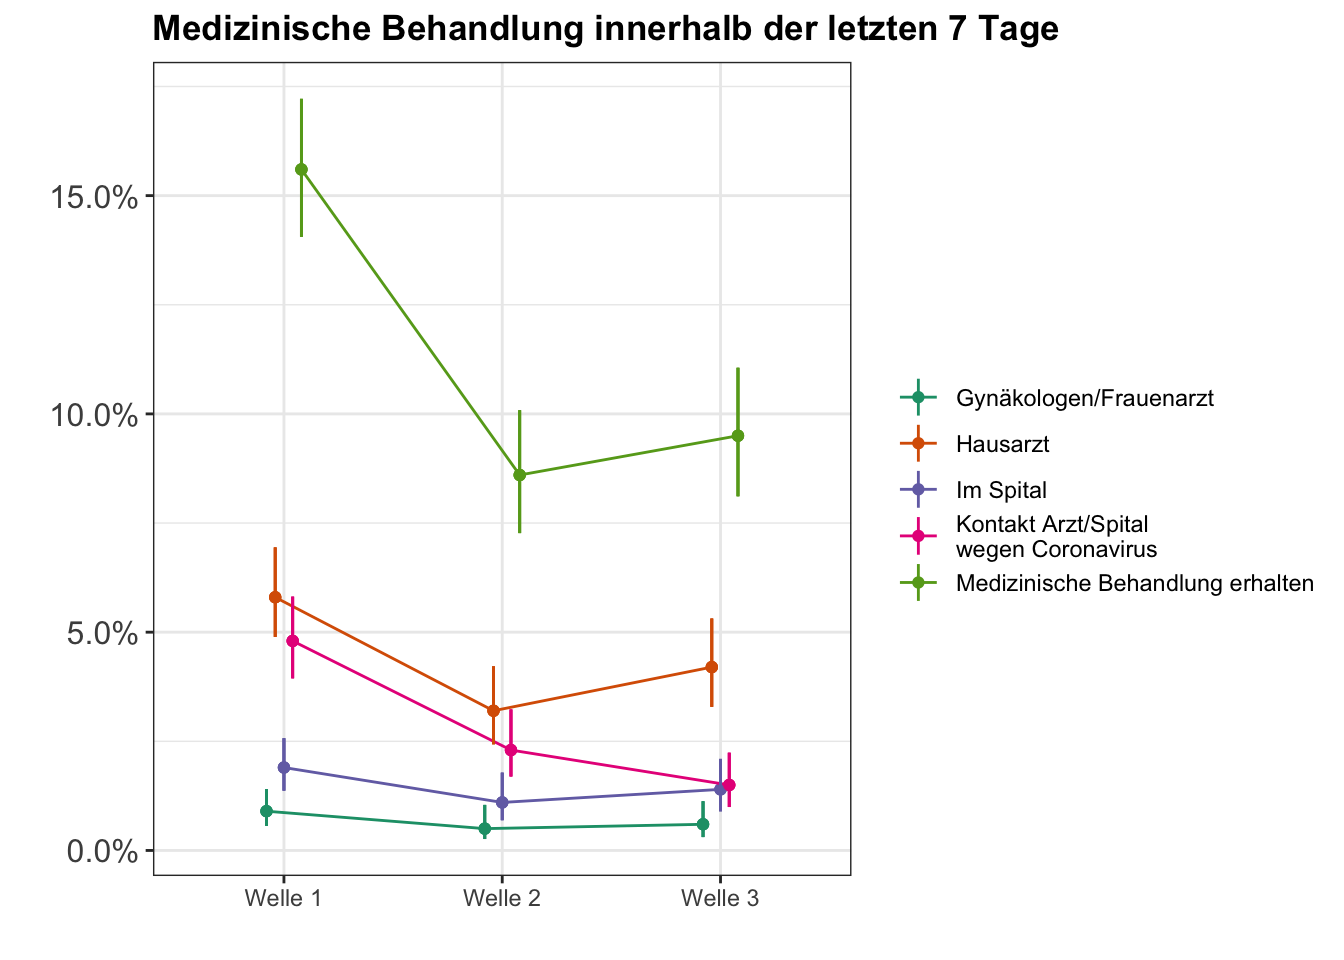 Medizinische Behandlung innerhalb der letzten 7 Tage
15.0%
10.0%
5.0%
0.0%
Welle 1
Welle 2
Welle 3
Gynäkologen/Frauenarzt
Hausarzt
Im Spital
Kontakt Arzt/Spital
wegen Coronavirus
Medizinische Behandlung erhalten